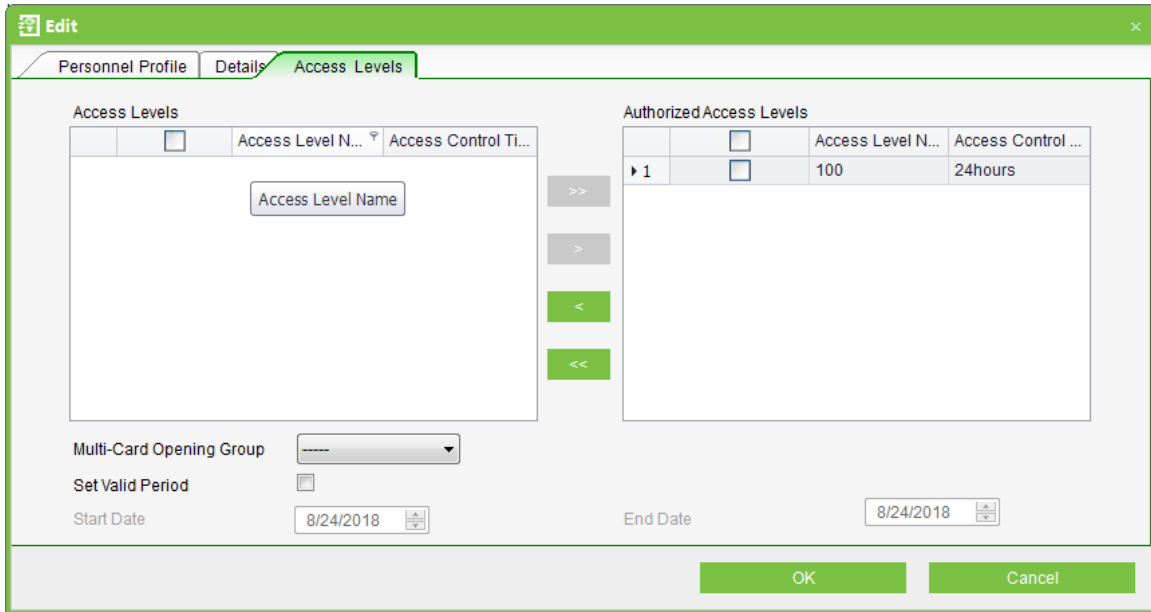 Edit
×
Personnel Profile Details Access Levels
Access Levels Authorized Access Levels
Access Level N... Access Control Ti... Access Level N... Access Control ...
1 100 24hours
Access Level Name
>>
>
<
<<
Multi-Card Opening Group -----
Set Valid Period
Start Date 8/24/2018 End Date 8/24/2018
OK Cancel